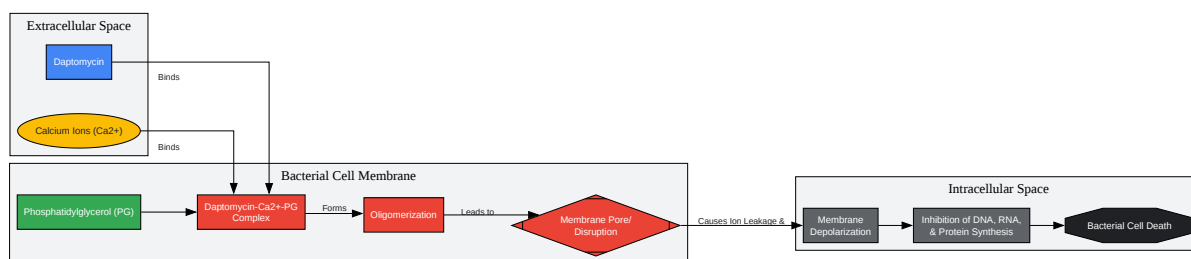 Extracellular Space
Daptomycin
Binds
Calcium Ions (Ca2+)
Binds
Bacterial Cell Membrane
Phosphatidylglycerol (PG)
Daptomycin-Ca2+-PG
Complex
Forms
Oligomerization
Leads to
Membrane Pore/
Disruption
Causes Ion Leakage &
Intracellular Space
Membrane
Depolarization
Inhibition of DNA, RNA,
& Protein Synthesis
Bacterial Cell Death